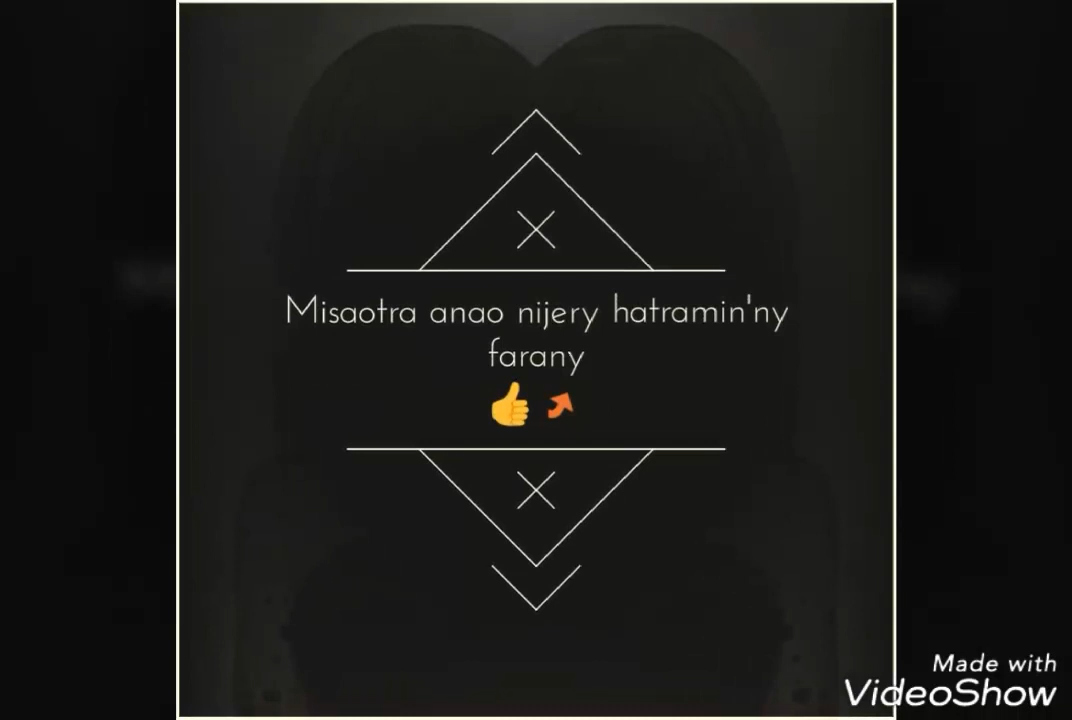 Misaotra anao nijery hatramin'ny
farany
👍 ⤴
Made with
VideoShow